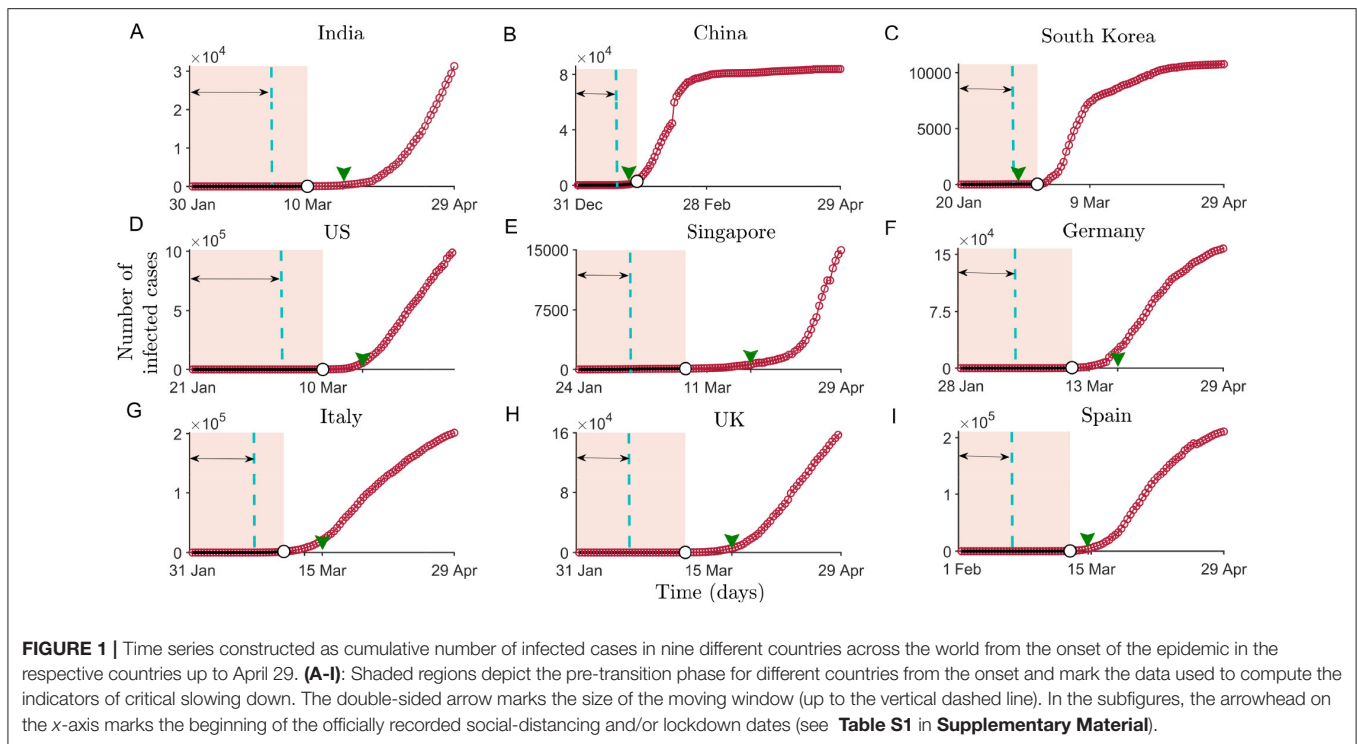 A India
×10⁴
3
2
1
0
30 Jan 10 Mar 29 Apr
B China
×10⁴
8
4
0
31 Dec 28 Feb 29 Apr
C South Korea
10000
5000
0
20 Jan 9 Mar 29 Apr
D US
×10⁵
10
5
0
21 Jan 10 Mar 29 Apr
E Singapore
15000
7500
0
24 Jan 11 Mar 29 Apr
F Germany
×10⁴
15
7.5
0
28 Jan 13 Mar 29 Apr
Number of
infected cases
G Italy
×10⁵
2
1
0
31 Jan 15 Mar 29 Apr
H UK
×10⁴
16
8
0
31 Jan 15 Mar 29 Apr
I Spain
×10⁵
2
1
0
1 Feb 15 Mar 29 Apr
Time (days)
FIGURE 1 | Time series constructed as cumulative number of infected cases in nine different countries across the world from the onset of the epidemic in the
respective countries up to April 29. (A-I): Shaded regions depict the pre-transition phase for different countries from the onset and mark the data used to compute the
indicators of critical slowing down. The double-sided arrow marks the size of the moving window (up to the vertical dashed line). In the subfigures, the arrowhead on
the x-axis marks the beginning of the officially recorded social-distancing and/or lockdown dates (see Table S1 in Supplementary Material).